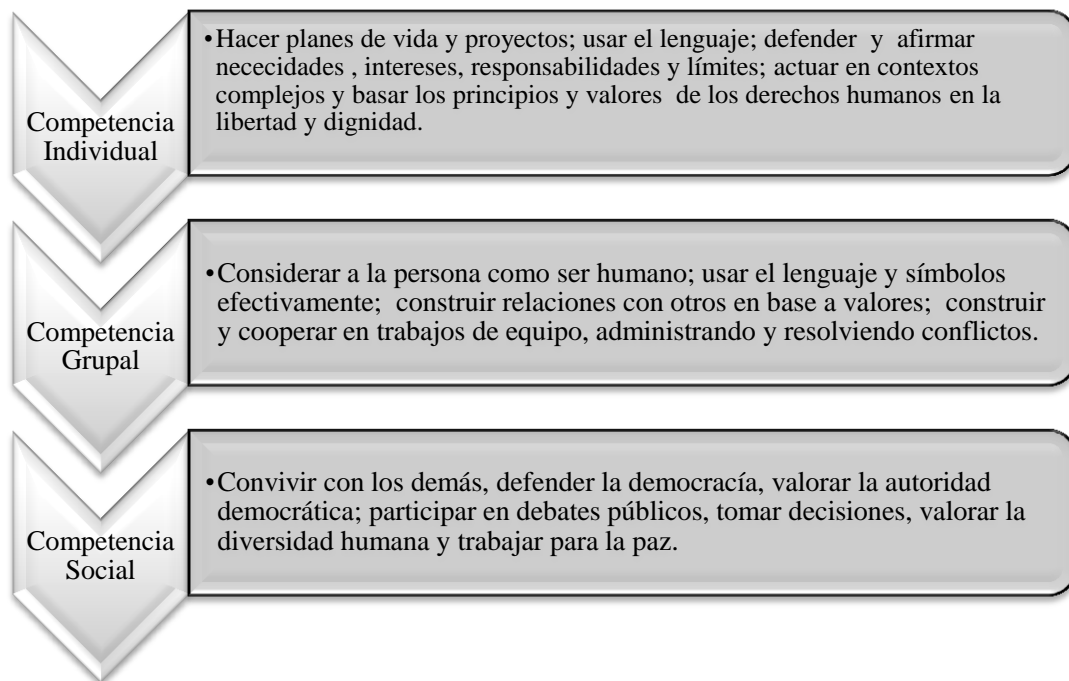 Competencia
Individual
•Hacer planes de vida y proyectos; usar el lenguaje; defender y afirmar
nececidades , intereses, responsabilidades y límites; actuar en contextos
complejos y basar los principios y valores de los derechos humanos en la
libertad y dignidad.
Competencia
Grupal
•Considerar a la persona como ser humano; usar el lenguaje y símbolos
efectivamente; construir relaciones con otros en base a valores; construir
y cooperar en trabajos de equipo, administrando y resolviendo conflictos.
Competencia
Social
•Convivir con los demás, defender la democracía, valorar la autoridad
democrática; participar en debates públicos, tomar decisiones, valorar la
diversidad humana y trabajar para la paz.